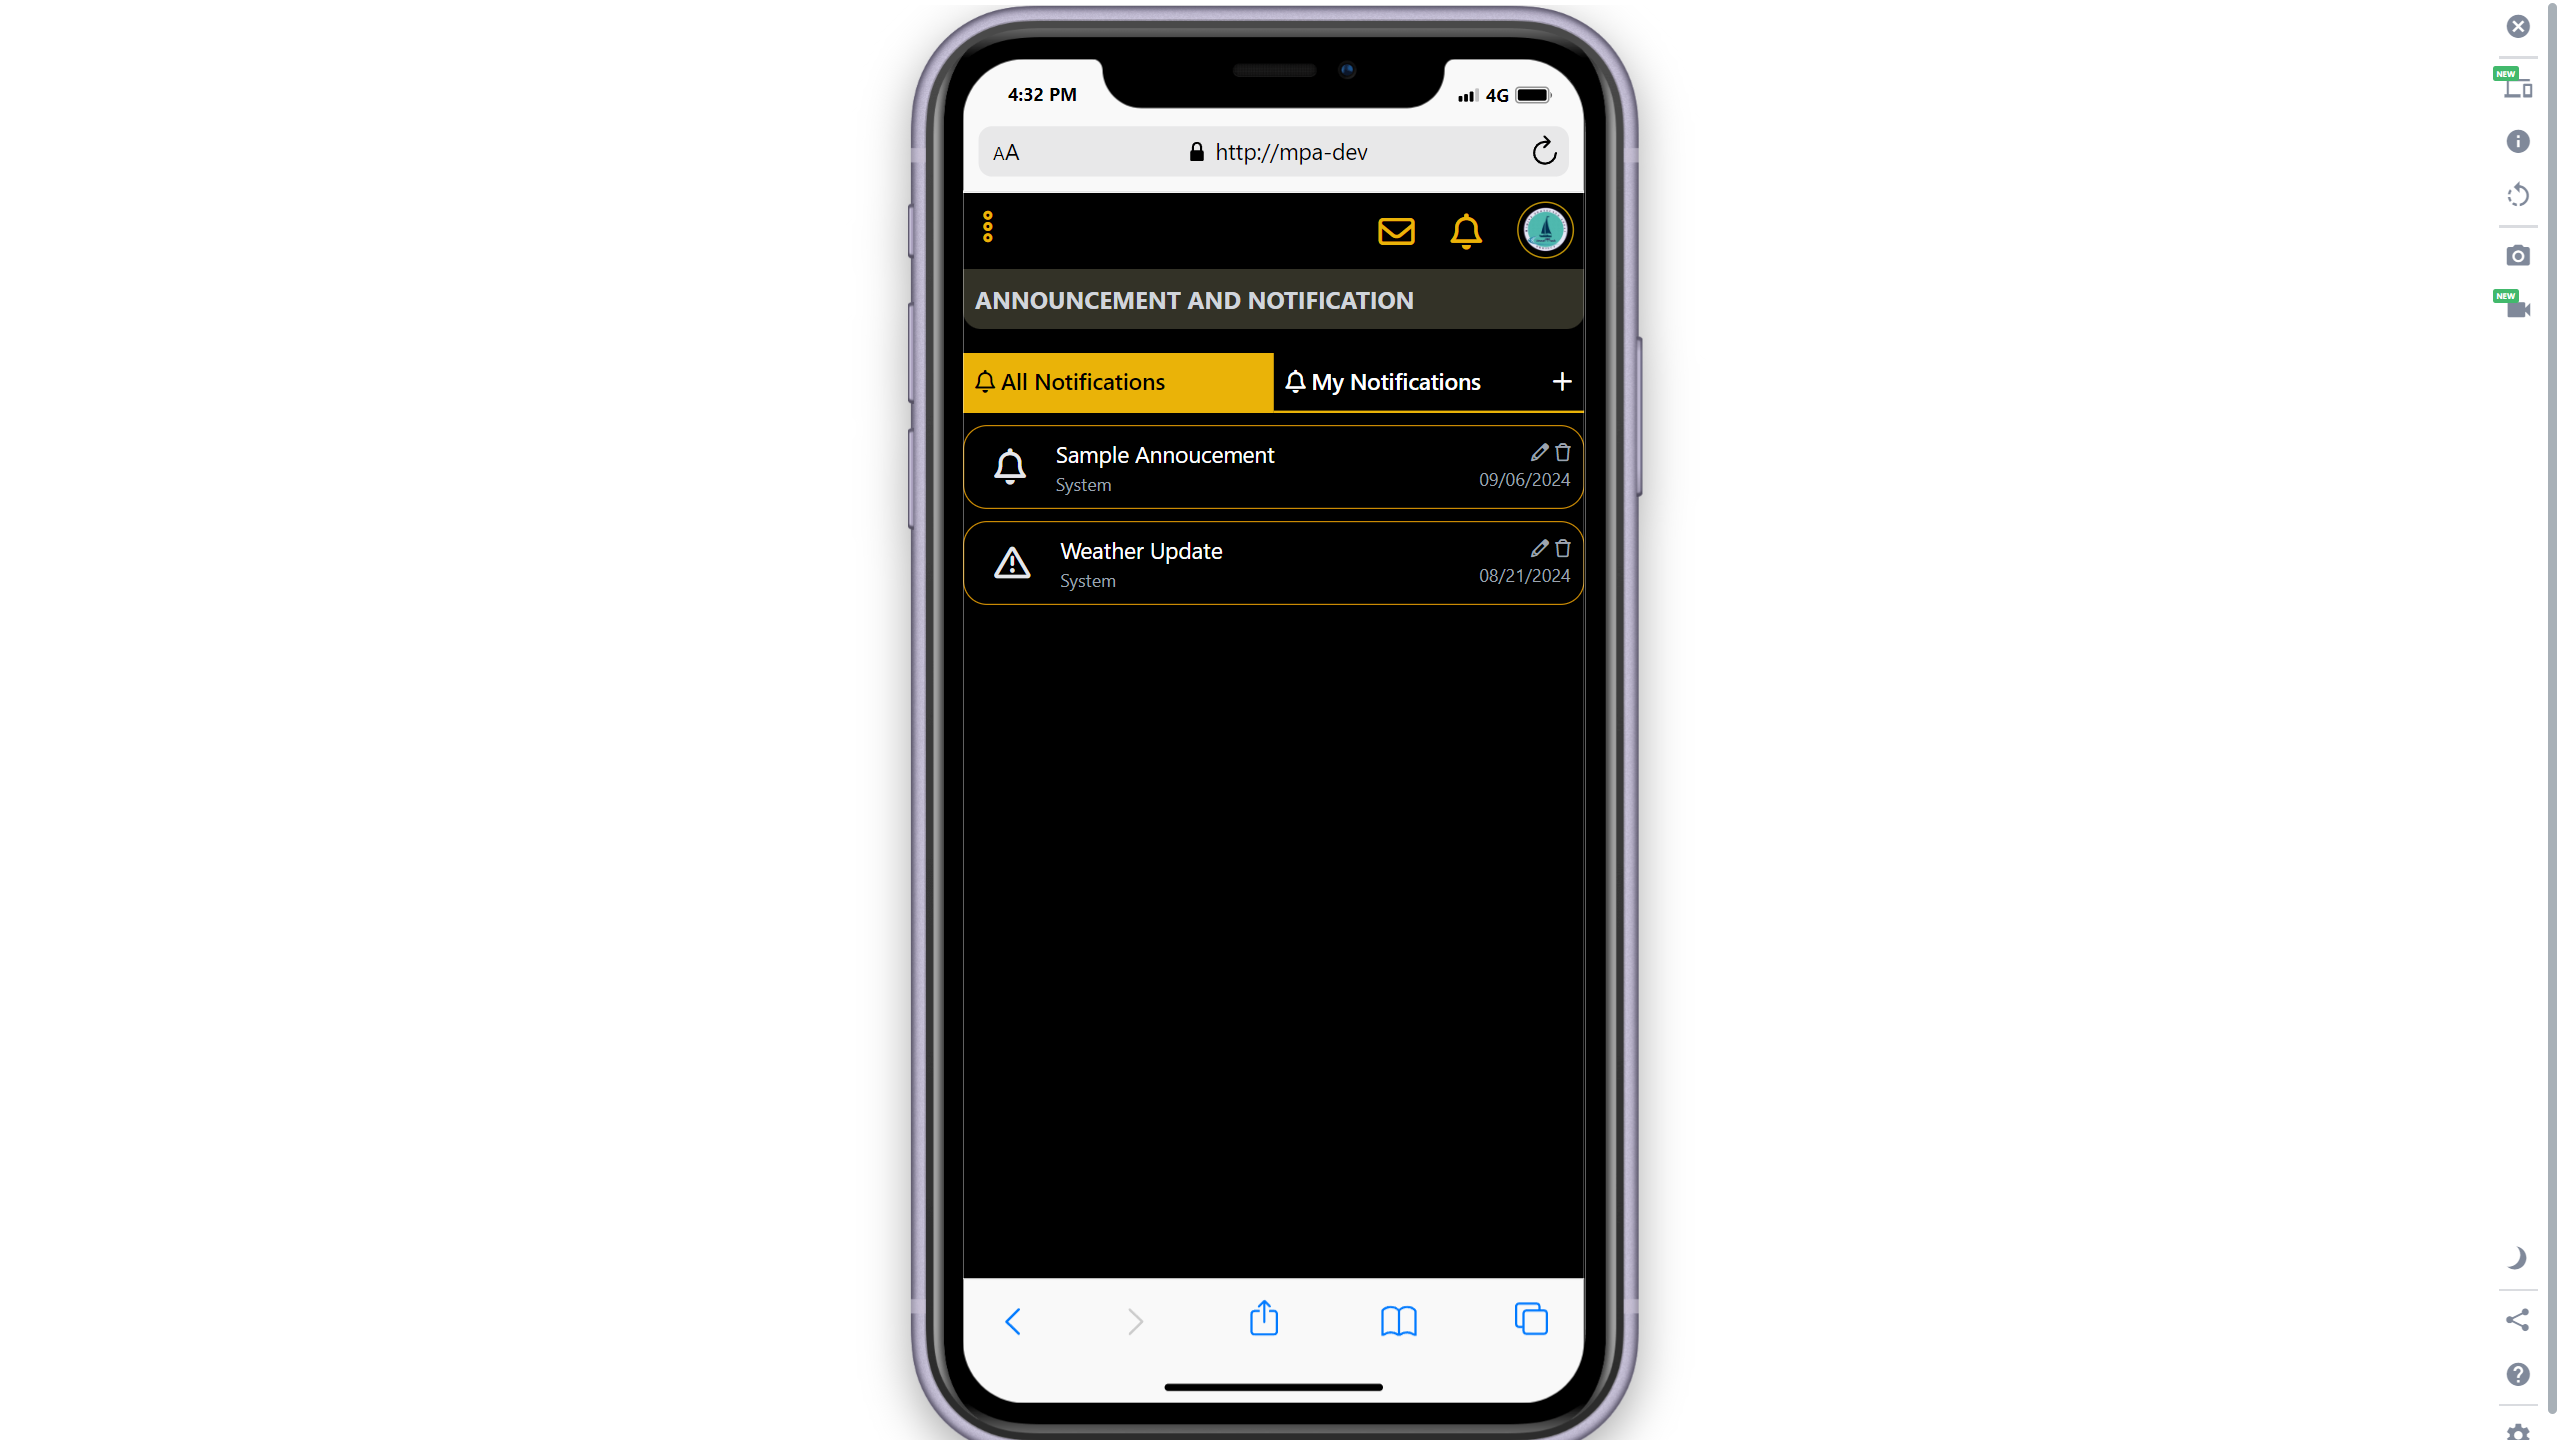 4:32 PM
4G
AA
http://mpa-dev
NEW
ANNOUNCEMENT AND NOTIFICATION
NEW
All Notifications
My Notifications
Sample Annoucement
System
09/06/2024
Weather Update
System
08/21/2024